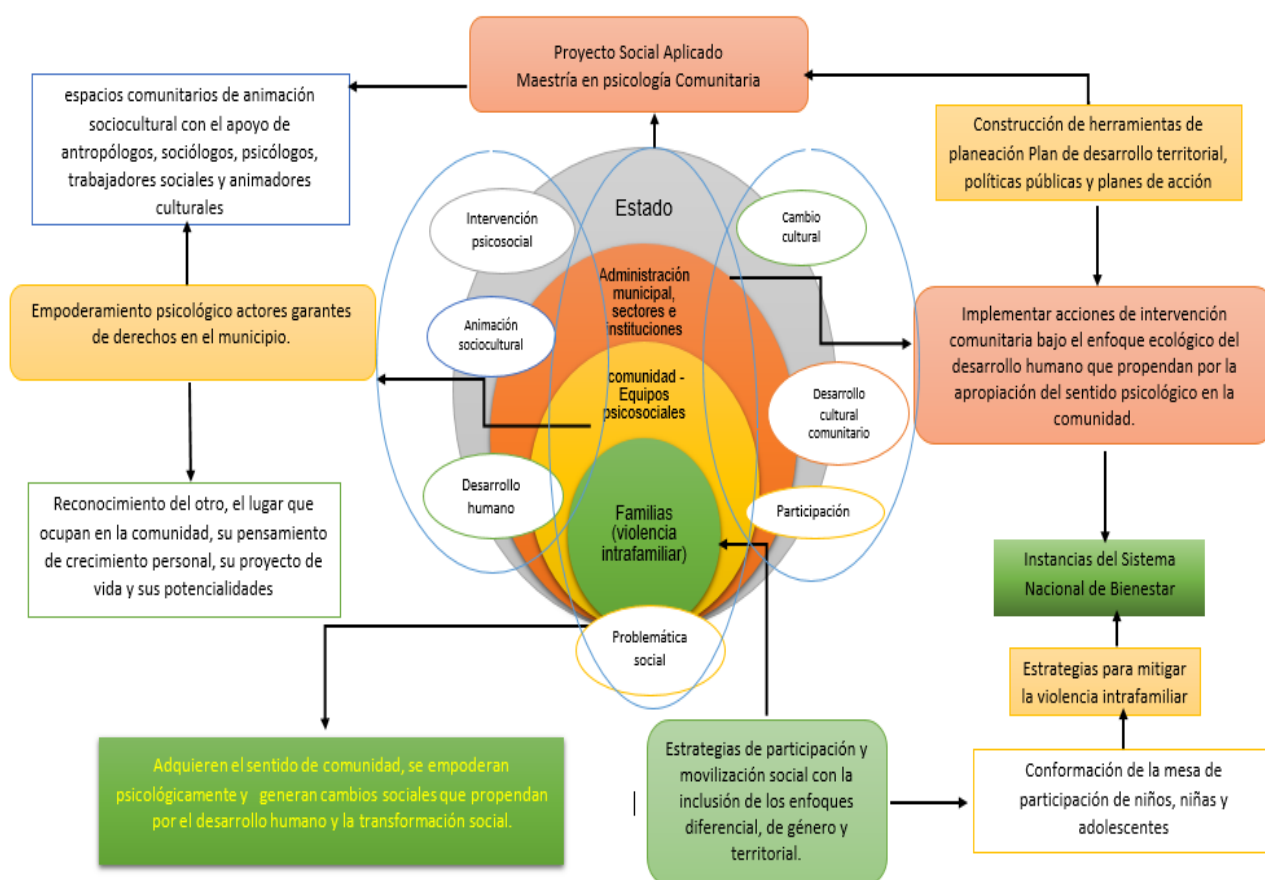 Proyecto Social Aplicado
Maestría en psicología Comunitaria
espacios comunitarios de animación
sociocultural con el apoyo de
antropólogos, sociólogos, psicólogos,
trabajadores sociales y animadores
culturales
Construcción de herramientas de
planeación Plan de desarrollo territorial,
políticas públicas y planes de acción
Estado
Intervención
psicosocial
Cambio
cultural
Administración
municipal,
sectores e
instituciones
Animación
sociocultural
Empoderamiento psicológico actores garantes
de derechos en el municipio.
Implementar acciones de intervención
comunitaria bajo el enfoque ecológico del
desarrollo humano que propendan por la
apropiación del sentido psicológico en la
comunidad.
comunidad -
Equipos
psicosociales
Desarrollo
cultural
comunitario
Desarrollo
humano
Participación
Familias
(violencia
intrafamiliar)
Reconocimiento del otro, el lugar que
ocupan en la comunidad, su pensamiento
de crecimiento personal, su proyecto de
vida y sus potencialidades
Instancias del Sistema
Nacional de Bienestar
Problemática
social
Estrategias para mitigar
la violencia intrafamiliar
Adquieren el sentido de comunidad, se empoderan
psicológicamente y generan cambios sociales que propendan
por el desarrollo humano y la transformación social.
Estrategias de participación y
movilización social con la
inclusión de los enfoques
diferencial, de género y
territorial.
Conformación de la mesa de
participación de niños, niñas y
adolescentes